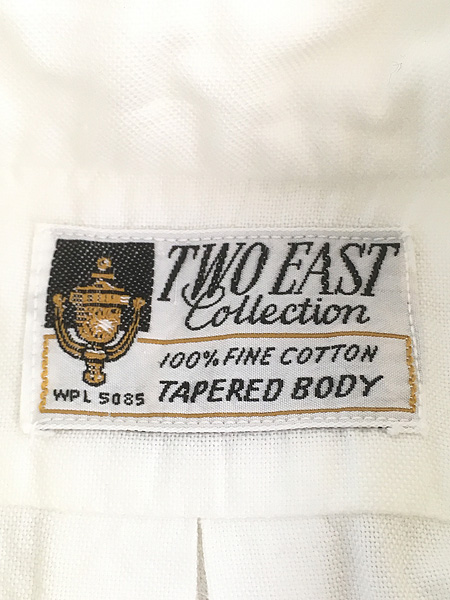 TWO EAST
Collection
100% FINE COTTON
TAPERED BODY
WPL 5085